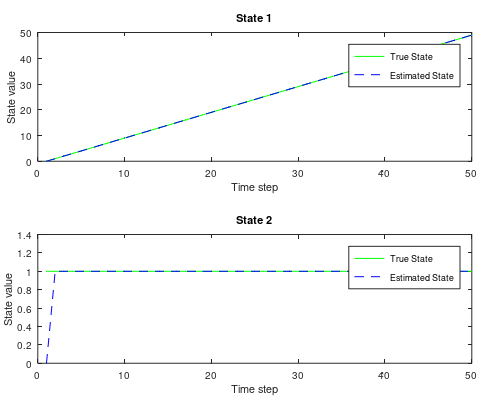 State 1
50
40
30
20
10
0
State value
True State
Estimated State
0 10 20 30 40 50
Time step
State 2
1.4
1.2
1
0.8
0.6
0.4
0.2
0
State value
True State
Estimated State
0 10 20 30 40 50
Time step